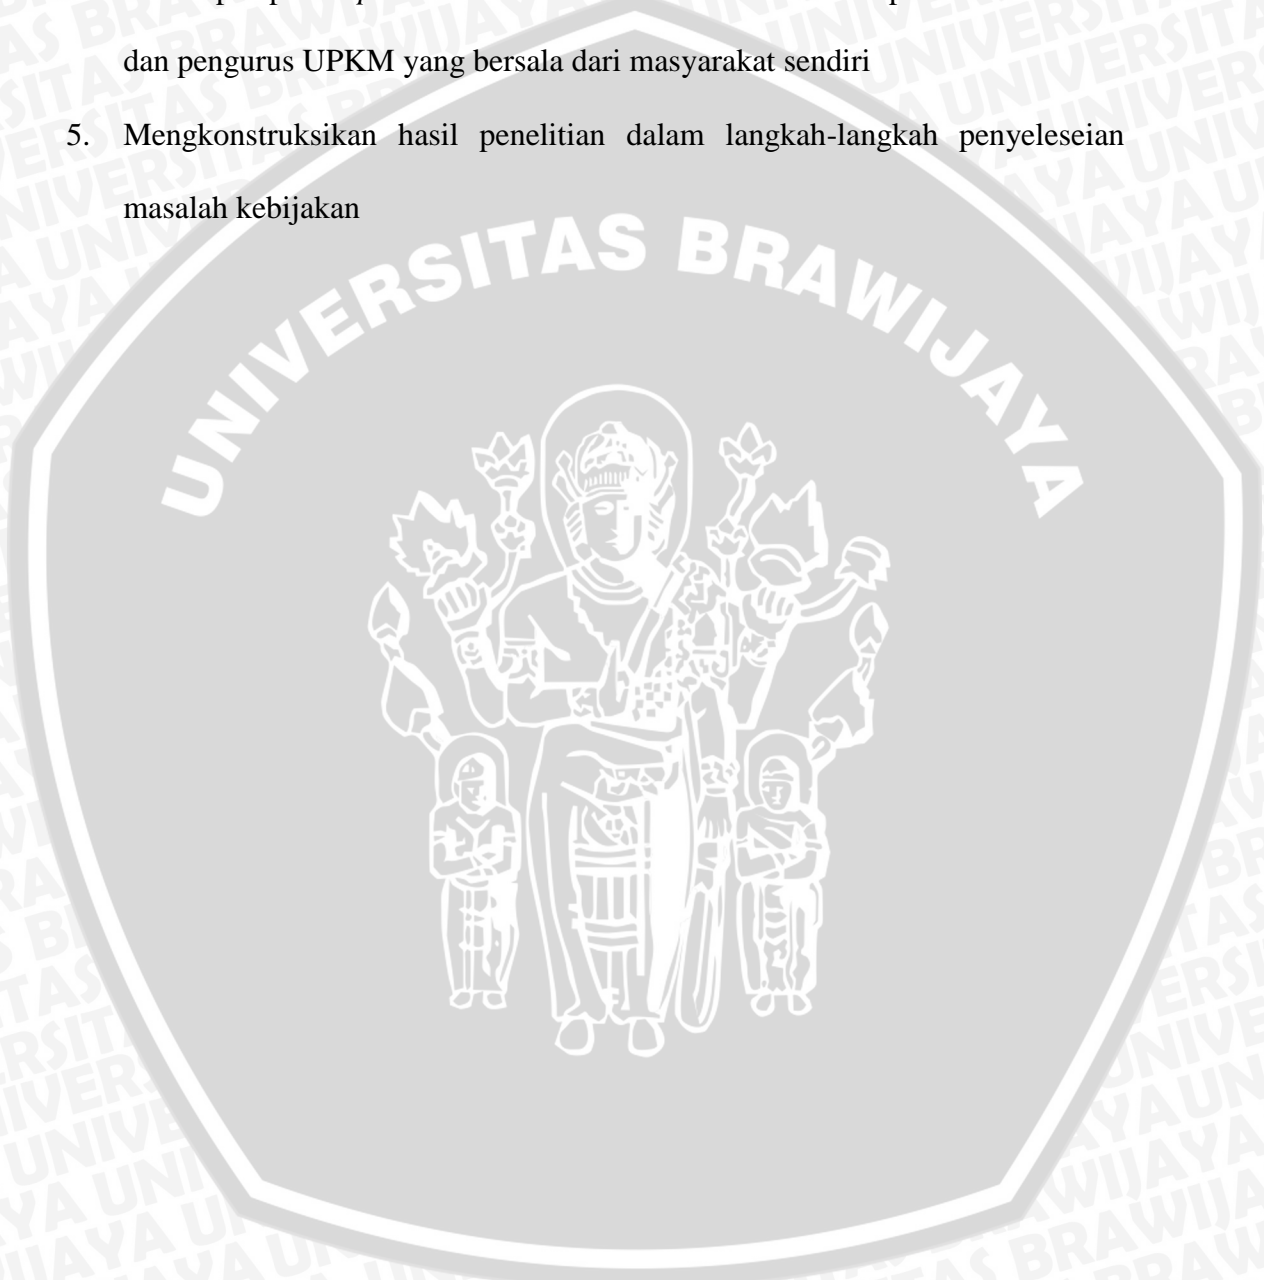 dan pengurus UPKM yang bersala dari masyarakat sendiri
5. Mengkonstruksikan hasil penelitian dalam langkah-langkah penyeleseian
masalah kebijakan
UNIVERSITAS BRAWIJAYA